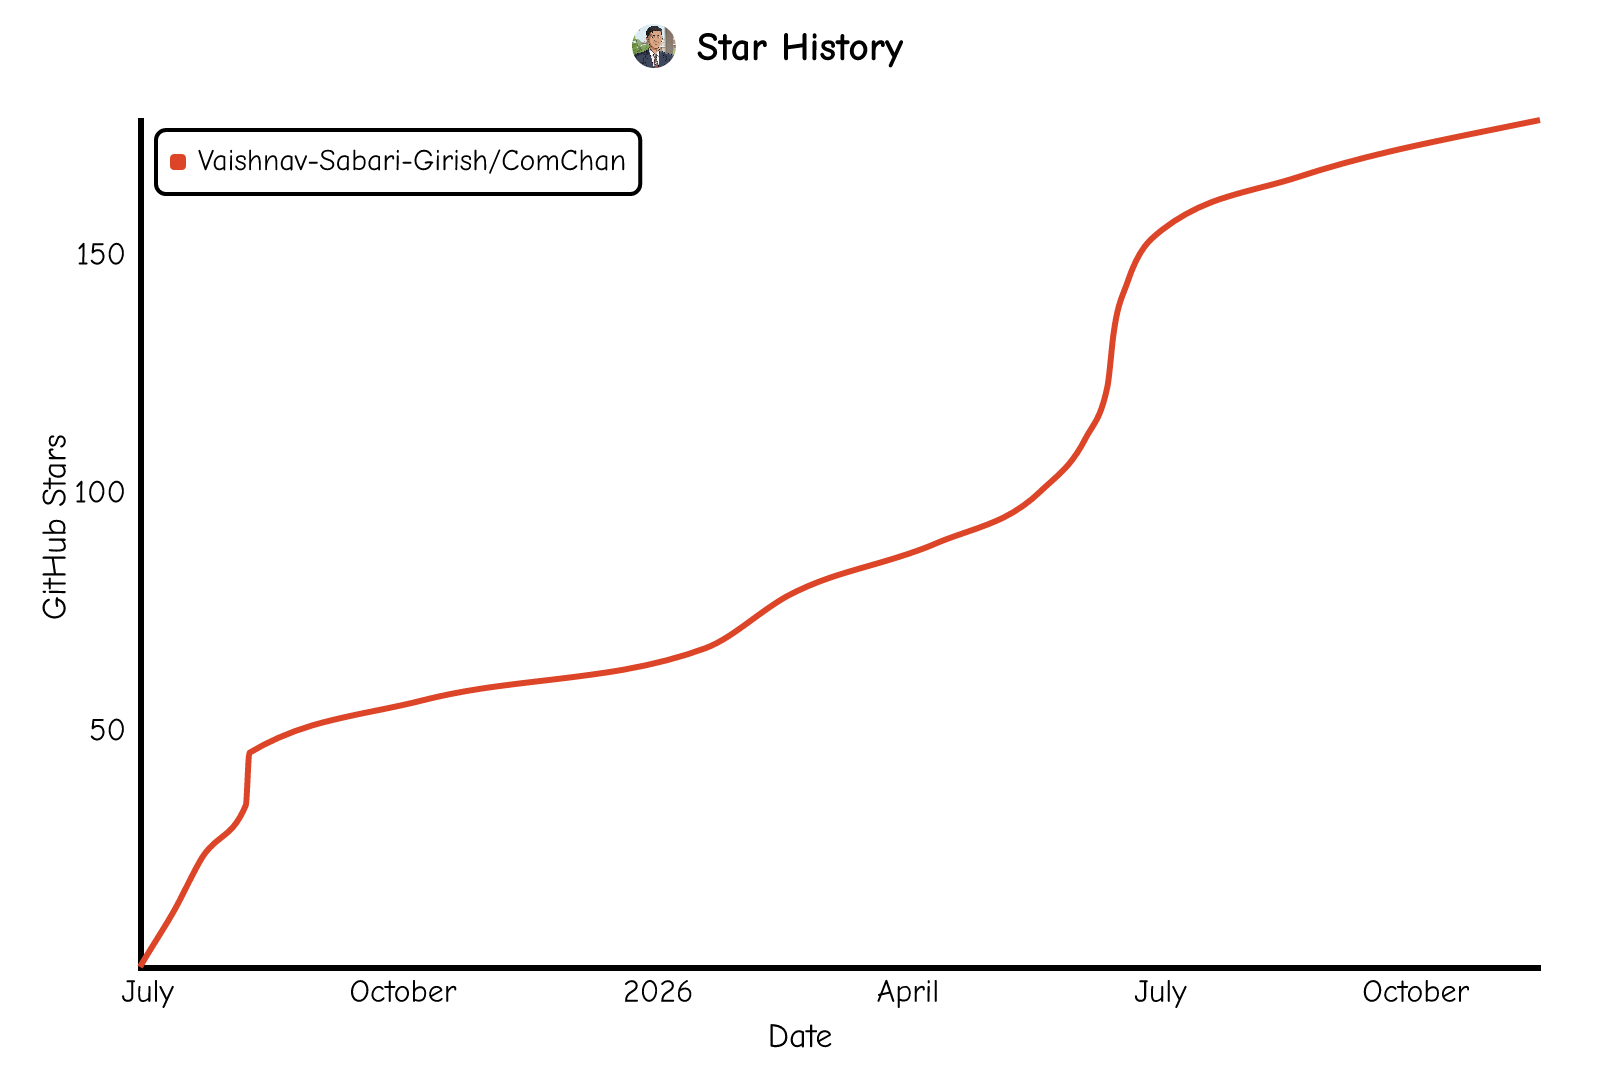 Star History
Vaishnav-Sabari-Girish/ComChan
150
100
50
GitHub Stars
July
October
2026
April
July
October
Date